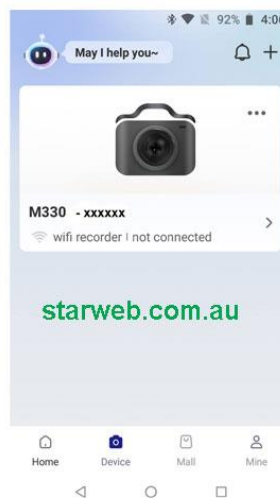 92% 4:0
May I help you~
M330 - xxxxxx
wifi recorder | not connected
starweb.com.au
Home Device Mall Mine